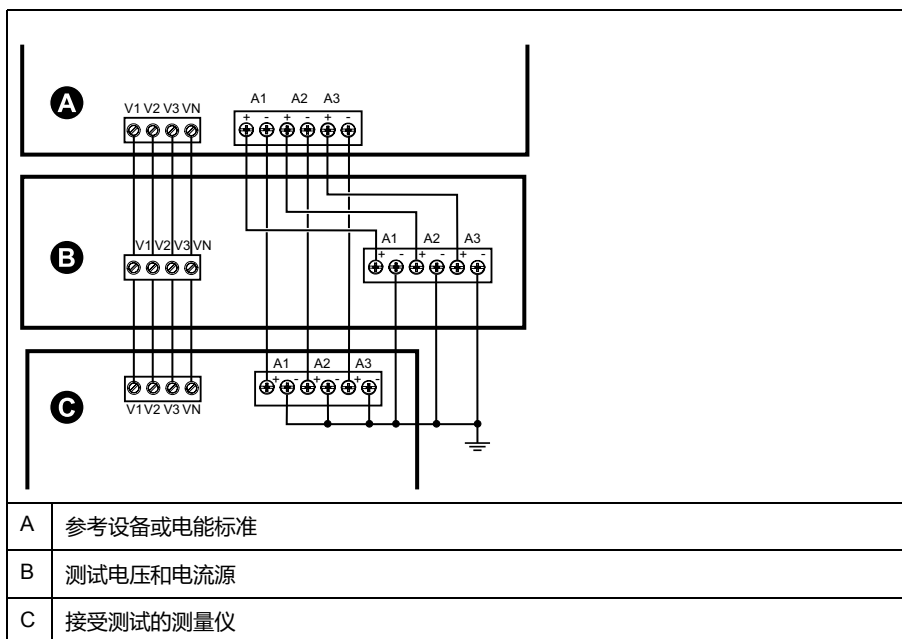 A1 A2 A3
A
V1 V2 V3 VN
+ - + - + -
V1 V2 V3 VN
A1 A2 A3
B
+ - + - + -
A1 A2 A3
+ - + - + -
C
V1 V2 V3 VN
A 参考设备或电能标准
B 测试电压和电流源
C 接受测试的测量仪